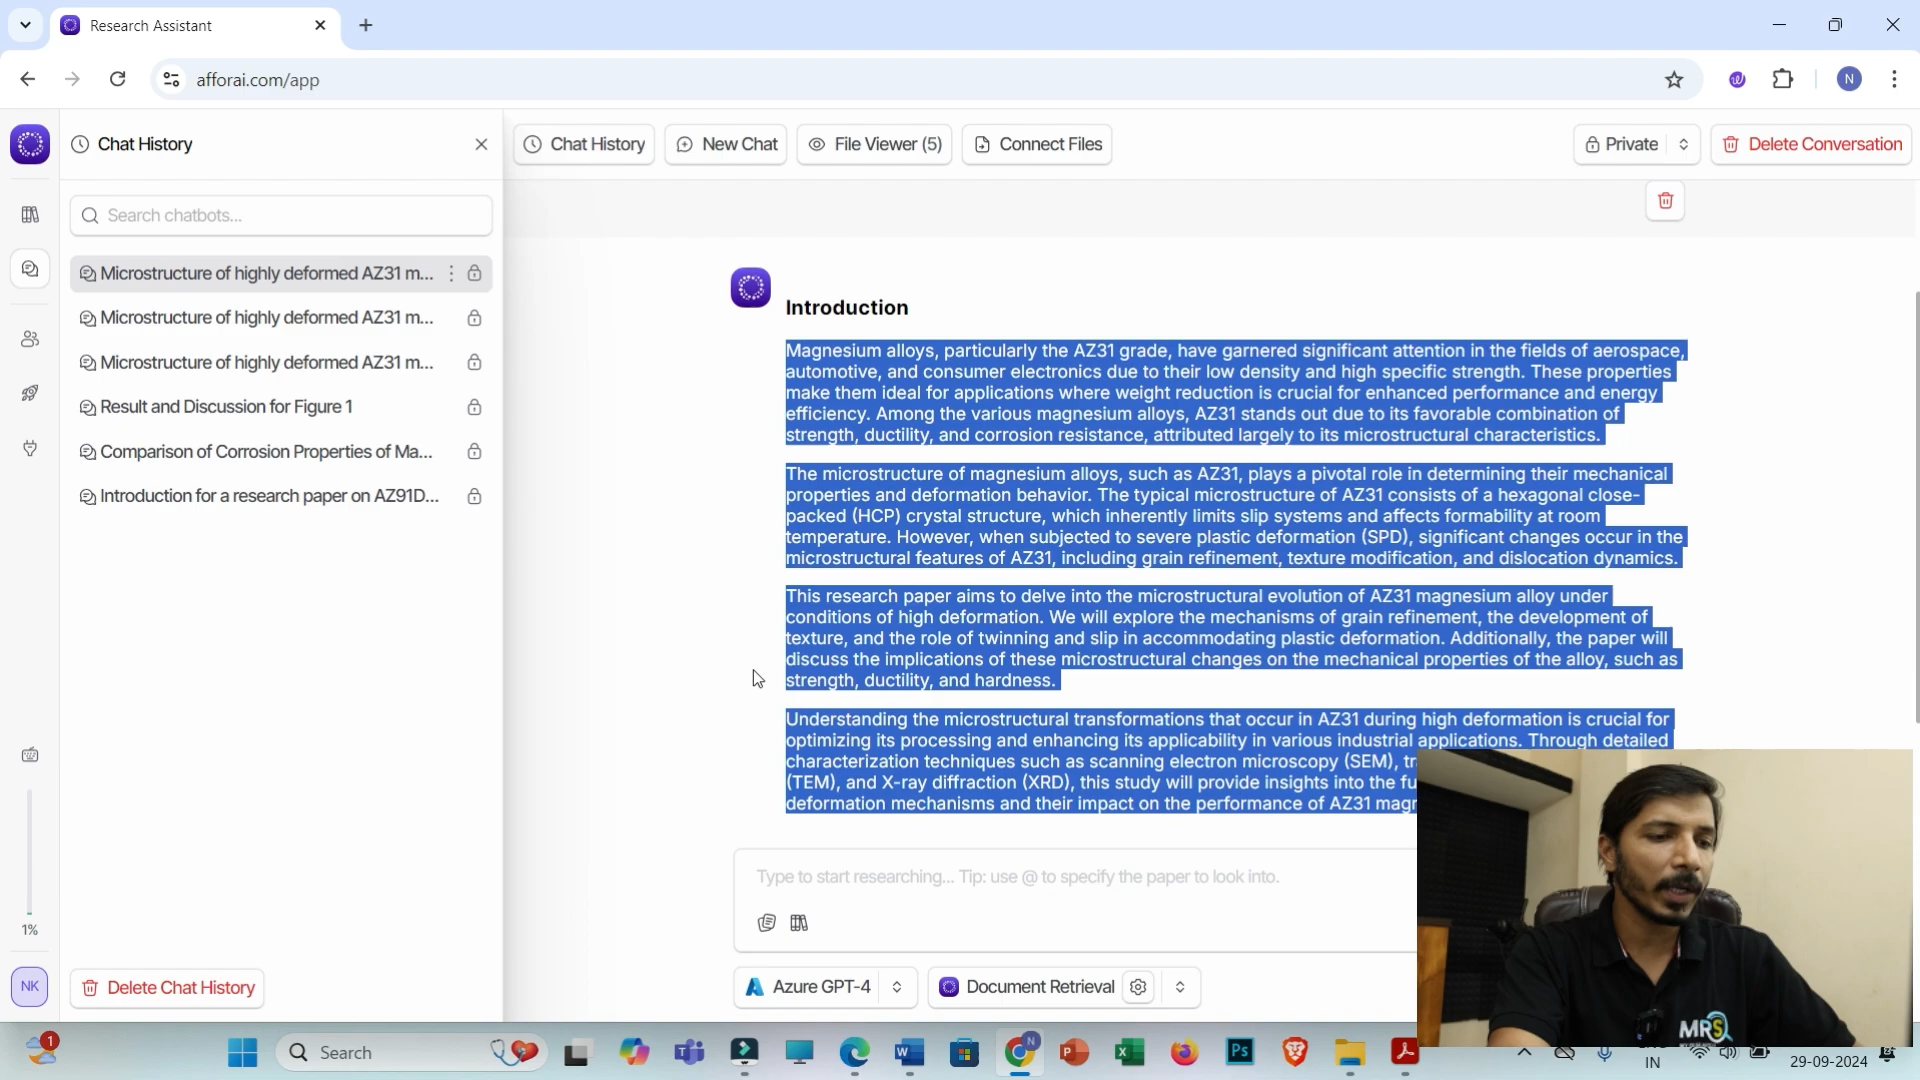 Research Assistant
afforai.com/app
N
Chat History
Chat History
New Chat
File Viewer (5)
Connect Files
Private
Delete Conversation
Search chatbots...
Microstructure of highly deformed AZ31 m...
Microstructure of highly deformed AZ31 m...
Microstructure of highly deformed AZ31 m...
Result and Discussion for Figure 1
Comparison of Corrosion Properties of Ma...
Introduction for a research paper on AZ91D...
1%
NK
Delete Chat History
Introduction
Magnesium alloys, particularly the AZ31 grade, have garnered significant attention in the fields of aerospace,
automotive, and consumer electronics due to their low density and high specific strength. These properties
make them ideal for applications where weight reduction is crucial for enhanced performance and energy
efficiency. Among the various magnesium alloys, AZ31 stands out due to its favorable combination of
strength, ductility, and corrosion resistance, attributed largely to its microstructural characteristics.
The microstructure of magnesium alloys, such as AZ31, plays a pivotal role in determining their mechanical
properties and deformation behavior. The typical microstructure of AZ31 consists of a hexagonal close-
packed (HCP) crystal structure, which inherently limits slip systems and affects formability at room
temperature. However, when subjected to severe plastic deformation (SPD), significant changes occur in the
microstructural features of AZ31, including grain refinement, texture modification, and dislocation dynamics.
This research paper aims to delve into the microstructural evolution of AZ31 magnesium alloy under
conditions of high deformation. We will explore the mechanisms of grain refinement, the development of
texture, and the role of twinning and slip in accommodating plastic deformation. Additionally, the paper will
discuss the implications of these microstructural changes on the mechanical properties of the alloy, such as
strength, ductility, and hardness.
Understanding the microstructural transformations that occur in AZ31 during high deformation is crucial for
optimizing its processing and enhancing its applicability in various industrial applications. Through detailed
characterization techniques such as scanning electron microscopy (SEM), tr
(TEM), and X-ray diffraction (XRD), this study will provide insights into the fu
deformation mechanisms and their impact on the performance of AZ31 magn
Type to start researching... Tip: use @ to specify the paper to look into.
Azure GPT-4
Document Retrieval
MRS
1
Search
N
Ps
IN
29-09-2024